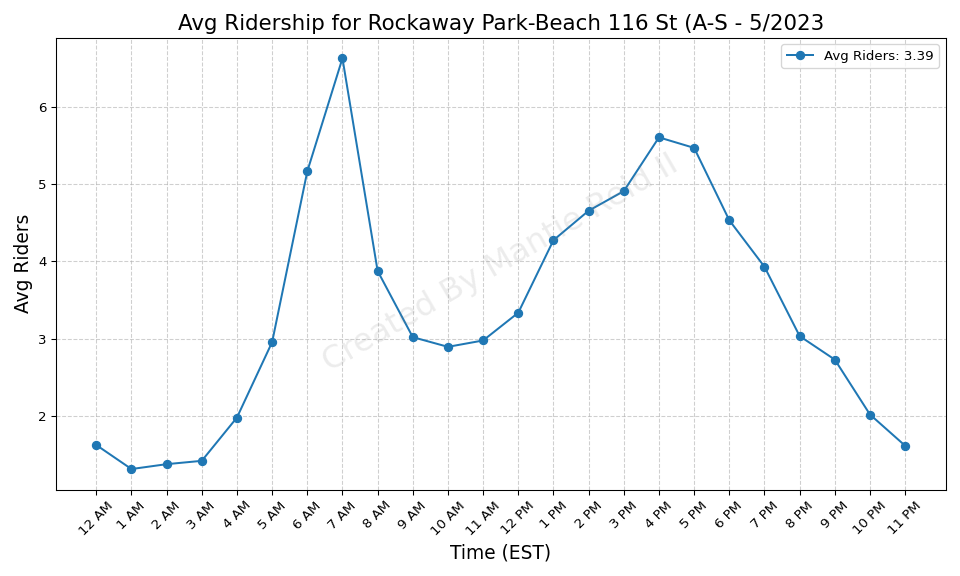 Avg Ridership for Rockaway Park-Beach 116 St (A-S - 5/2023
Avg Riders: 3.39
Avg Riders
6
5
4
3
2
Created By Mantie Reid II
12 AM
1 AM
2 AM
3 AM
4 AM
5 AM
6 AM
7 AM
8 AM
9 AM
10 AM
11 AM
12 PM
1 PM
2 PM
3 PM
4 PM
5 PM
6 PM
7 PM
8 PM
9 PM
10 PM
11 PM
Time (EST)